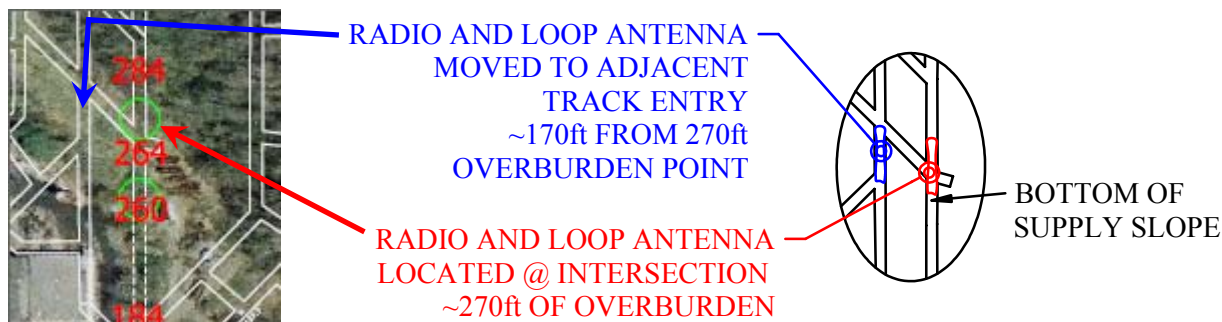 284
264
260
184
RADIO AND LOOP ANTENNA
MOVED TO ADJACENT
TRACK ENTRY
~170ft FROM 270ft
OVERBURDEN POINT
RADIO AND LOOP ANTENNA
LOCATED @ INTERSECTION
~270ft OF OVERBURDEN
BOTTOM OF
SUPPLY SLOPE